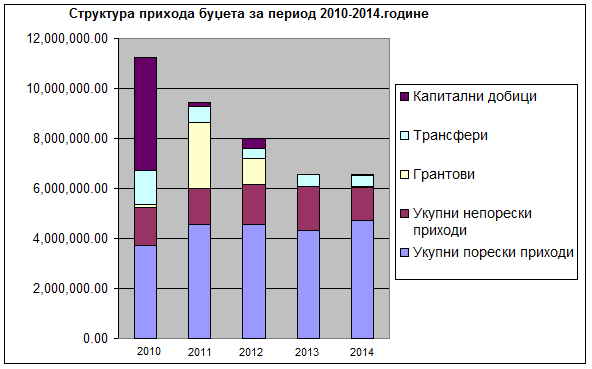 Структура прихода буџета за период 2010-2014.године
12,000,000.00
10,000,000.00
8,000,000.00
6,000,000.00
4,000,000.00
2,000,000.00
0.00
2010 2011 2012 2013 2014
Капитални добици
Трансфери
Грантови
Укупни непорески
приходи
Укупни порески приходи